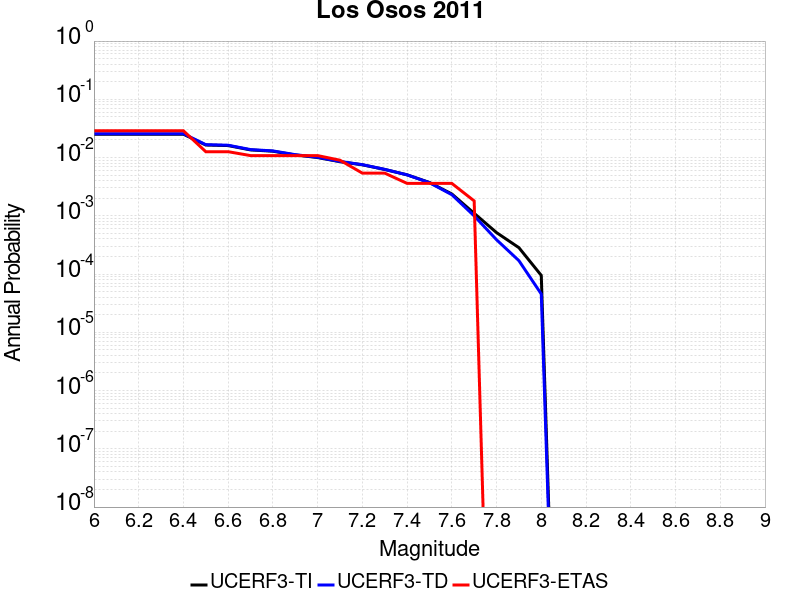 Los Osos 2011
10^0
10^-1
10^-2
10^-3
10^-4
10^-5
10^-6
10^-7
10^-8
Annual Probability
6 6.2 6.4 6.6 6.8 7 7.2 7.4 7.6 7.8 8 8.2 8.4 8.6 8.8 9
Magnitude
UCERF3-TI UCERF3-TD UCERF3-ETAS